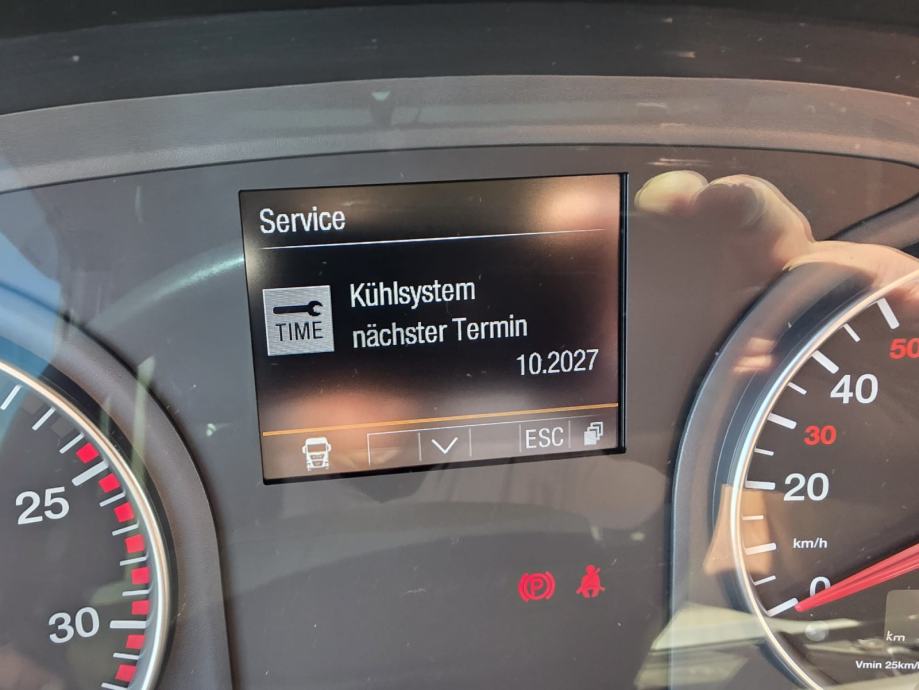 Service
TIME
Kühlsystem
nächster Termin
10.2027
ESC
25
30
P
50
40
30
20
km/h
0
km
Vmin 25km/